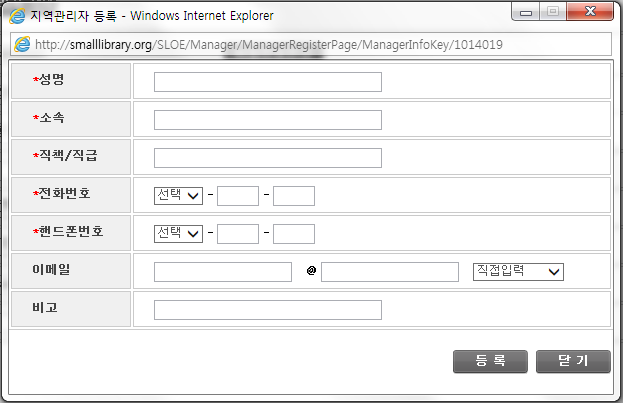 지역관리자 등록 - Windows Internet Explorer
http://smalllibrary.org/SLOE/Manager/ManagerRegisterPage/ManagerInfoKey/1014019
*성명
*소속
*직책/직급
*전화번호 선택 - -
*핸드폰번호 선택 - -
이메일 @ 직접입력
비고
등 록 닫 기